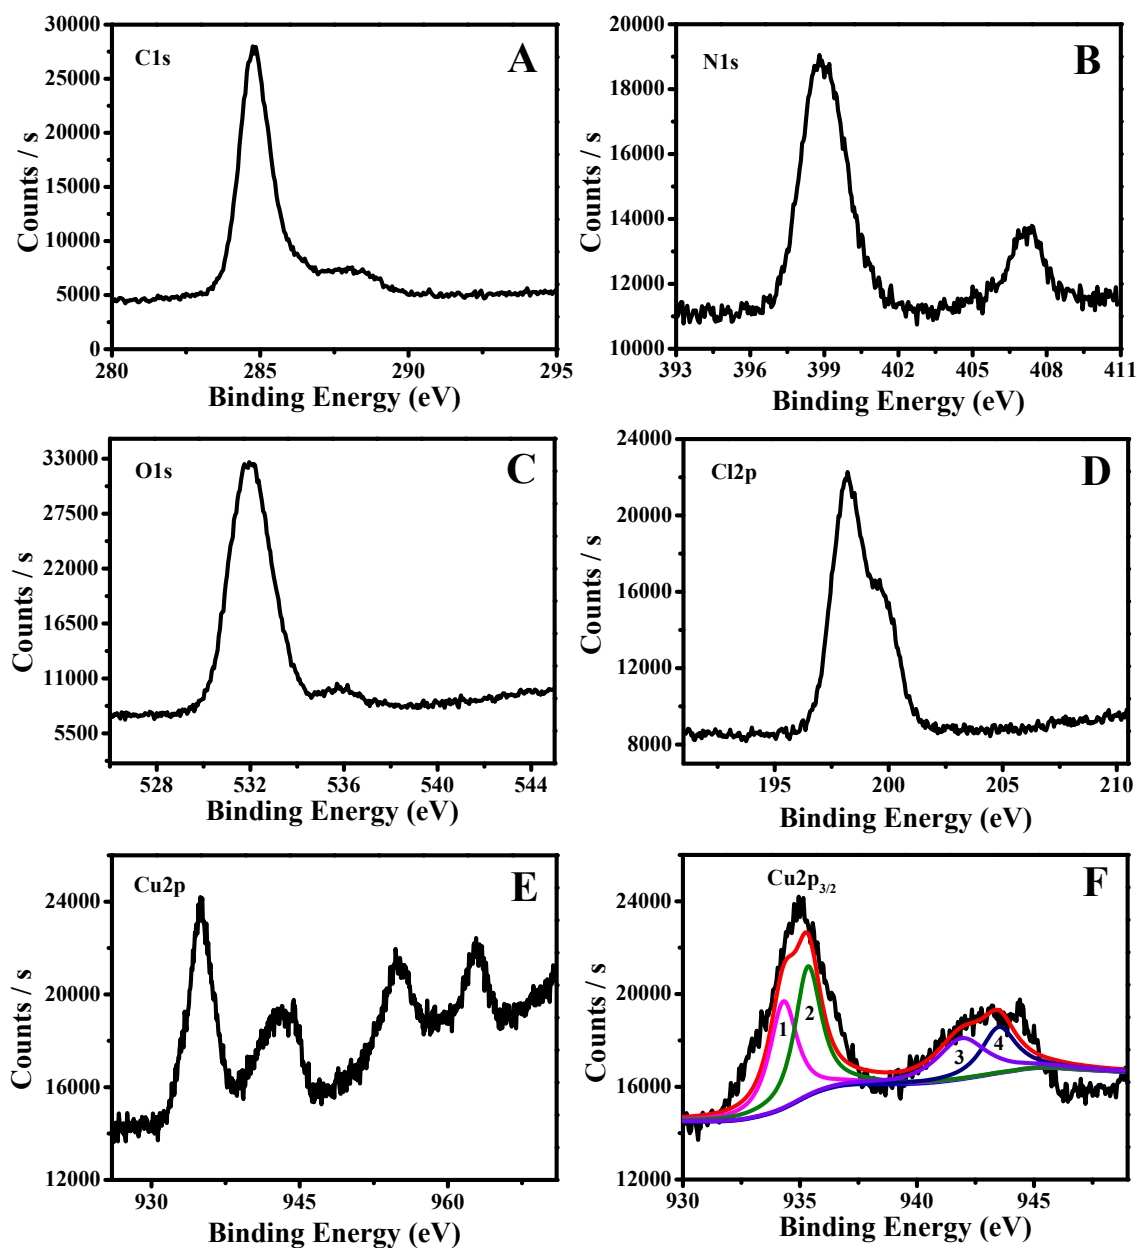 C1s
A
Counts / s
30000
25000
20000
15000
10000
5000
0
280 285 290 295
Binding Energy (eV)
N1s
B
Counts / s
20000
18000
16000
14000
12000
10000
393 396 399 402 405 408 411
Binding Energy (eV)
O1s
C
Counts / s
33000
27500
22000
16500
11000
5500
528 532 536 540 544
Binding Energy (eV)
Cl2p
D
Counts / s
24000
20000
16000
12000
8000
195 200 205 210
Binding Energy (eV)
Cu2p
E
Counts / s
24000
20000
16000
12000
930 945 960
Binding Energy (eV)
Cu2p3/2
F
Counts / s
24000
20000
16000
12000
1
2
3
4
930 935 940 945
Binding Energy (eV)